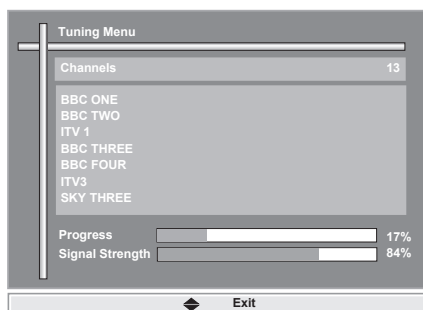 Tuning Menu
Channels 13
BBC ONE
BBC TWO
ITV 1
BBC THREE
BBC FOUR
ITV3
SKY THREE
Progress 17%
Signal Strength 84%
Exit